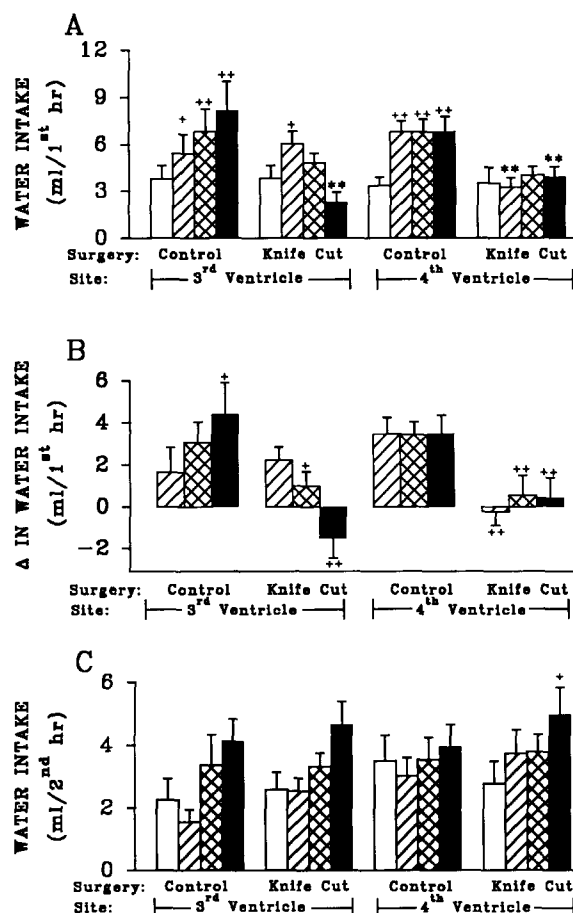 A
WATER INTAKE
(ml/1st hr)
12
9
6
3
0
+
++
++
+
**
++
++
++
**
**
Surgery: Control Knife Cut Control Knife Cut
Site: 3rd Ventricle 4th Ventricle
B
Δ IN WATER INTAKE
(ml/1st hr)
6
4
2
0
−2
+
+
++
++
++
++
Surgery: Control Knife Cut Control Knife Cut
Site: 3rd Ventricle 4th Ventricle
C
WATER INTAKE
(ml/2nd hr)
6
4
2
0
+
Surgery: Control Knife Cut Control Knife Cut
Site: 3rd Ventricle 4th Ventricle